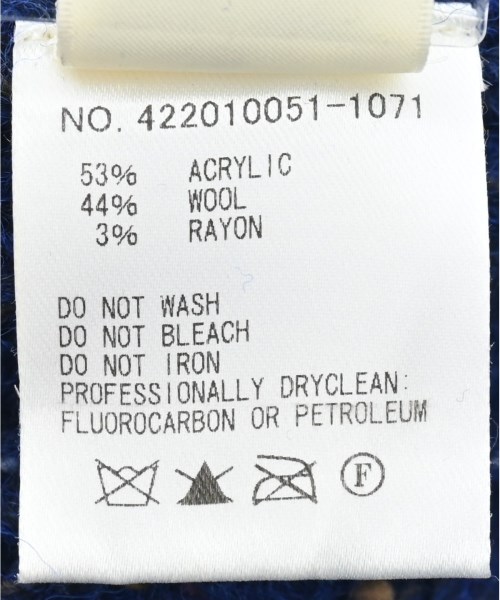 NO. 422010051-1071
53% ACRYLIC
44% WOOL
3% RAYON
DO NOT WASH
DO NOT BLEACH
DO NOT IRON
PROFESSIONALLY DRYCLEAN:
FLUOROCARBON OR PETROLEUM
F